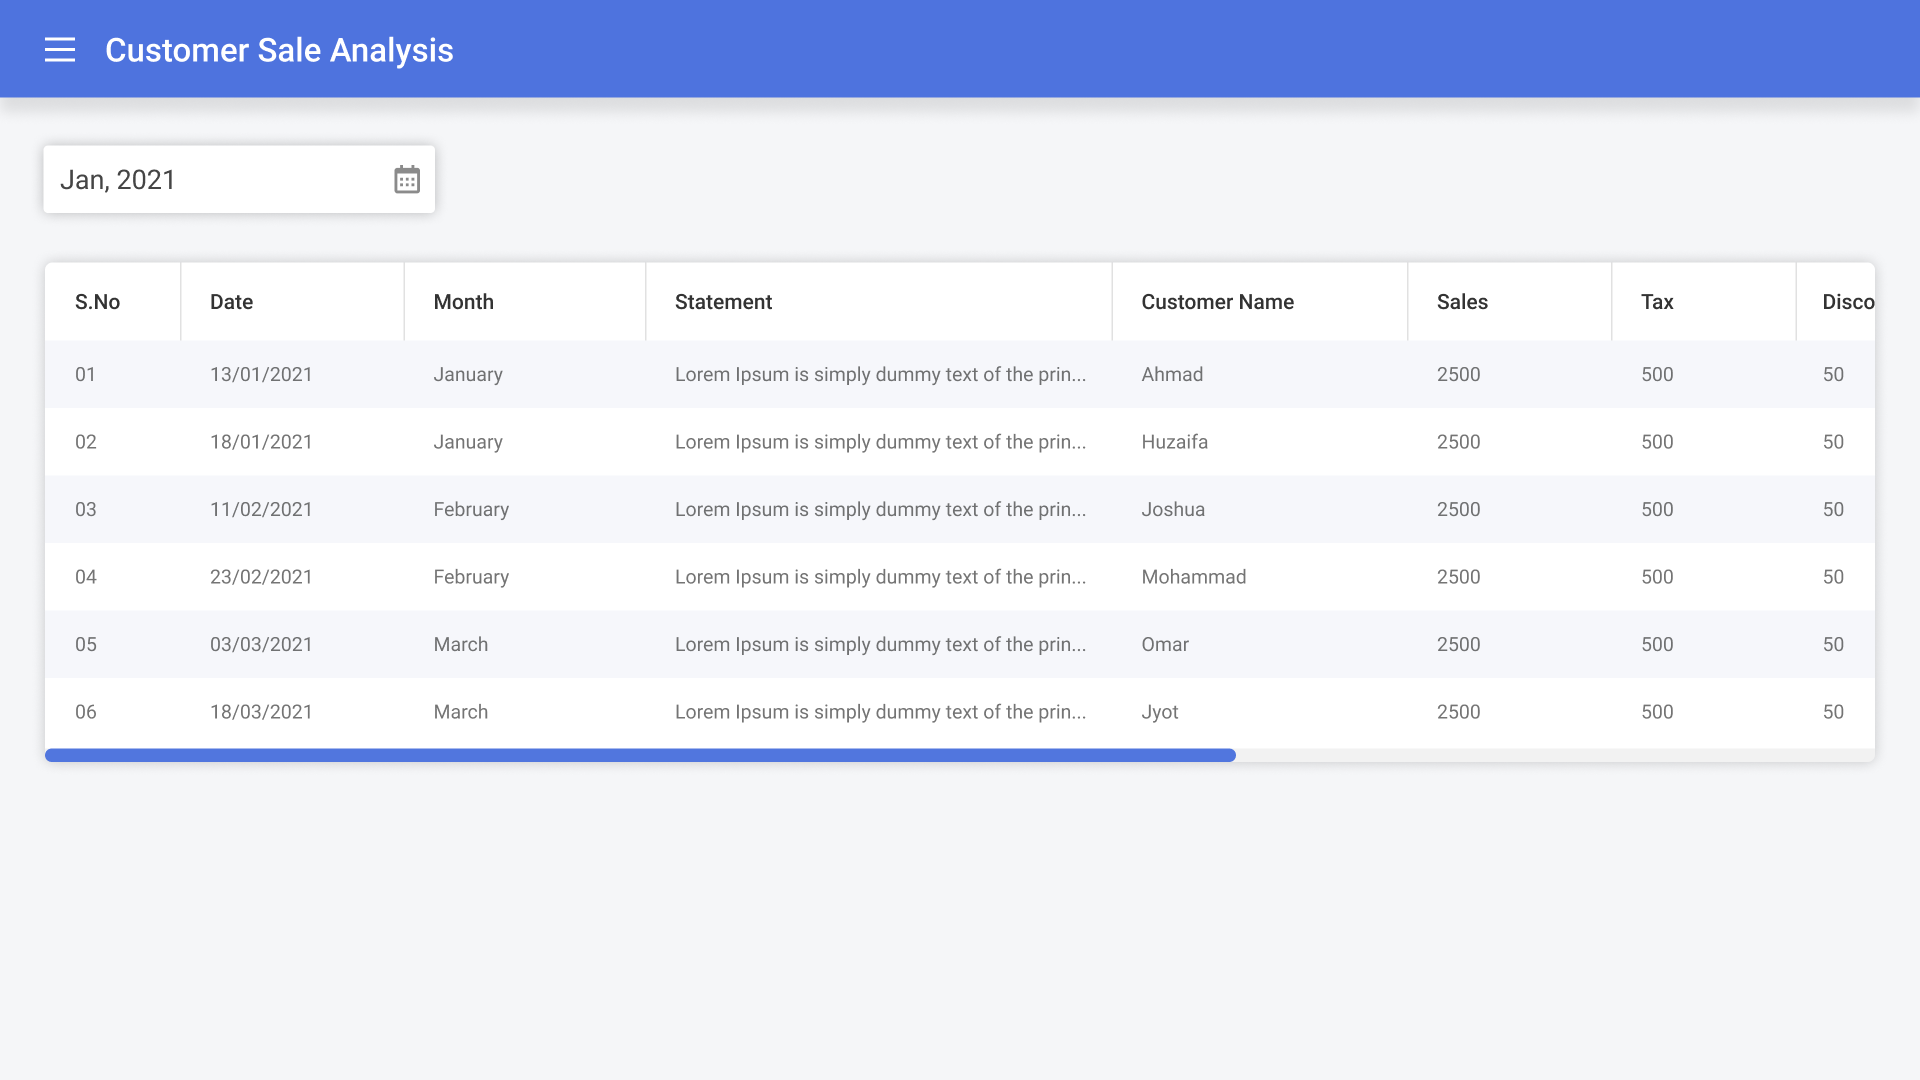 Customer Sale Analysis
Jan, 2021
S.No Date Month Statement Customer Name Sales Tax Disco
01 13/01/2021 January Lorem Ipsum is simply dummy text of the prin... Ahmad 2500 500 50
02 18/01/2021 January Lorem Ipsum is simply dummy text of the prin... Huzaifa 2500 500 50
03 11/02/2021 February Lorem Ipsum is simply dummy text of the prin... Joshua 2500 500 50
04 23/02/2021 February Lorem Ipsum is simply dummy text of the prin... Mohammad 2500 500 50
05 03/03/2021 March Lorem Ipsum is simply dummy text of the prin... Omar 2500 500 50
06 18/03/2021 March Lorem Ipsum is simply dummy text of the prin... Jyot 2500 500 50